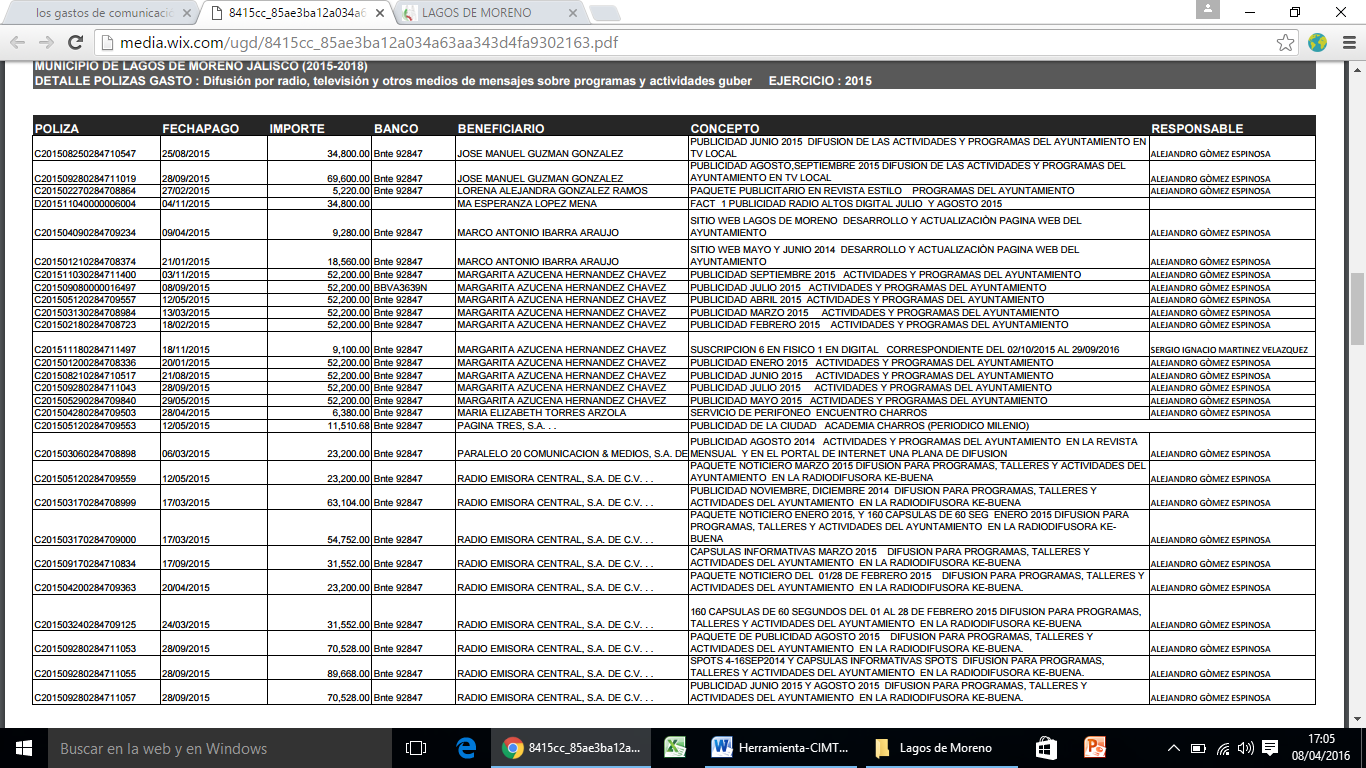 los gastos de comunicació
8415cc_85ae3ba12a034a6
LAGOS DE MORENO
media.wix.com/ugd/8415cc_85ae3ba12a034a63aa343d4fa9302163.pdf
MUNICIPIO DE LAGOS DE MORENO JALISCO (2015-2018)
DETALLE POLIZAS GASTO : Difusión por radio, televisión y otros medios de mensajes sobre programas y actividades guber EJERCICIO : 2015
POLIZA FECHAPAGO IMPORTE BANCO BENEFICIARIO CONCEPTO RESPONSABLE
PUBLICIDAD JUNIO 2015 DIFUSION DE LAS ACTIVIDADES Y PROGRAMAS DEL AYUNTAMIENTO EN
C201508250284710547 25/08/2015 34,800.00 Bnte 92847 JOSE MANUEL GUZMAN GONZALEZ TV LOCAL ALEJANDRO GÒMEZ ESPINOSA
PUBLICIDAD AGOSTO,SEPTIEMBRE 2015 DIFUSION DE LAS ACTIVIDADES Y PROGRAMAS DEL
C201509280284711019 28/09/2015 69,600.00 Bnte 92847 JOSE MANUEL GUZMAN GONZALEZ AYUNTAMIENTO EN TV LOCAL ALEJANDRO GÒMEZ ESPINOSA
C201502270284708864 27/02/2015 5,220.00 Bnte 92847 LORENA ALEJANDRA GONZALEZ RAMOS PAQUETE PUBLICITARIO EN REVISTA ESTILO PROGRAMAS DEL AYUNTAMIENTO ALEJANDRO GÒMEZ ESPINOSA
D201511040000006004 04/11/2015 34,800.00 MA ESPERANZA LOPEZ MENA FACT 1 PUBLICIDAD RADIO ALTOS DIGITAL JULIO Y AGOSTO 2015
SITIO WEB LAGOS DE MORENO DESARROLLO Y ACTUALIZACIÒN PAGINA WEB DEL
C201504090284709234 09/04/2015 9,280.00 Bnte 92847 MARCO ANTONIO IBARRA ARAUJO AYUNTAMIENTO ALEJANDRO GÒMEZ ESPINOSA
SITIO WEB MAYO Y JUNIO 2014 DESARROLLO Y ACTUALIZACIÒN PAGINA WEB DEL
C201501210284708374 21/01/2015 18,560.00 Bnte 92847 MARCO ANTONIO IBARRA ARAUJO AYUNTAMIENTO ALEJANDRO GÒMEZ ESPINOSA
C201511030284711400 03/11/2015 52,200.00 Bnte 92847 MARGARITA AZUCENA HERNANDEZ CHAVEZ PUBLICIDAD SEPTIEMBRE 2015 ACTIVIDADES Y PROGRAMAS DEL AYUNTAMIENTO ALEJANDRO GÒMEZ ESPINOSA
C201509080000016497 08/09/2015 52,200.00 BBVA3639N MARGARITA AZUCENA HERNANDEZ CHAVEZ PUBLICIDAD JULIO 2015 ACTIVIDADES Y PROGRAMAS DEL AYUNTAMIENTO ALEJANDRO GÒMEZ ESPINOSA
C201505120284709557 12/05/2015 52,200.00 Bnte 92847 MARGARITA AZUCENA HERNANDEZ CHAVEZ PUBLICIDAD ABRIL 2015 ACTIVIDADES Y PROGRAMAS DEL AYUNTAMIENTO ALEJANDRO GÒMEZ ESPINOSA
C201503130284708984 13/03/2015 52,200.00 Bnte 92847 MARGARITA AZUCENA HERNANDEZ CHAVEZ PUBLICIDAD MARZO 2015 ACTIVIDADES Y PROGRAMAS DEL AYUNTAMIENTO ALEJANDRO GÒMEZ ESPINOSA
C201502180284708723 18/02/2015 52,200.00 Bnte 92847 MARGARITA AZUCENA HERNANDEZ CHAVEZ PUBLICIDAD FEBRERO 2015 ACTIVIDADES Y PROGRAMAS DEL AYUNTAMIENTO ALEJANDRO GÒMEZ ESPINOSA
C201511180284711497 18/11/2015 9,100.00 Bnte 92847 MARGARITA AZUCENA HERNANDEZ CHAVEZ SUSCRIPCION 6 EN FISICO 1 EN DIGITAL CORRESPONDIENTE DEL 02/10/2015 AL 29/09/2016 SERGIO IGNACIO MARTINEZ VELAZQUEZ
C201501200284708336 20/01/2015 52,200.00 Bnte 92847 MARGARITA AZUCENA HERNANDEZ CHAVEZ PUBLICIDAD ENERO 2015 ACTIVIDADES Y PROGRAMAS DEL AYUNTAMIENTO ALEJANDRO GÒMEZ ESPINOSA
C201508210284710517 21/08/2015 52,200.00 Bnte 92847 MARGARITA AZUCENA HERNANDEZ CHAVEZ PUBLICIDAD JUNIO 2015 ACTIVIDADES Y PROGRAMAS DEL AYUNTAMIENTO ALEJANDRO GÒMEZ ESPINOSA
C201509280284711043 28/09/2015 52,200.00 Bnte 92847 MARGARITA AZUCENA HERNANDEZ CHAVEZ PUBLICIDAD JULIO 2015 ACTIVIDADES Y PROGRAMAS DEL AYUNTAMIENTO ALEJANDRO GÒMEZ ESPINOSA
C201505290284709840 29/05/2015 52,200.00 Bnte 92847 MARGARITA AZUCENA HERNANDEZ CHAVEZ PUBLICIDAD MAYO 2015 ACTIVIDADES Y PROGRAMAS DEL AYUNTAMIENTO ALEJANDRO GÒMEZ ESPINOSA
C201504280284709503 28/04/2015 6,380.00 Bnte 92847 MARIA ELIZABETH TORRES ARZOLA SERVICIO DE PERIFONEO ENCUENTRO CHARROS ALEJANDRO GÒMEZ ESPINOSA
C201505120284709553 12/05/2015 11,510.68 Bnte 92847 PAGINA TRES, S.A. . . PUBLICIDAD DE LA CIUDAD ACADEMIA CHARROS (PERIODICO MILENIO)
PUBLICIDAD AGOSTO 2014 ACTIVIDADES Y PROGRAMAS DEL AYUNTAMIENTO EN LA REVISTA
C201503060284708898 06/03/2015 23,200.00 Bnte 92847 PARALELO 20 COMUNICACION & MEDIOS, S.A. DE MENSUAL Y EN EL PORTAL DE INTERNET UNA PLANA DE DIFUSION ALEJANDRO GÒMEZ ESPINOSA
PAQUETE NOTICIERO MARZO 2015 DIFUSION PARA PROGRAMAS, TALLERES Y ACTIVIDADES DEL
C201505120284709559 12/05/2015 23,200.00 Bnte 92847 RADIO EMISORA CENTRAL, S.A. DE C.V. . . AYUNTAMIENTO EN LA RADIODIFUSORA KE-BUENA ALEJANDRO GÒMEZ ESPINOSA
PUBLICIDAD NOVIEMBRE, DICIEMBRE 2014 DIFUSION PARA PROGRAMAS, TALLERES Y
C201503170284708999 17/03/2015 63,104.00 Bnte 92847 RADIO EMISORA CENTRAL, S.A. DE C.V. . . ACTIVIDADES DEL AYUNTAMIENTO EN LA RADIODIFUSORA KE-BUENA ALEJANDRO GÒMEZ ESPINOSA
PAQUETE NOTICIERO ENERO 2015, Y 160 CAPSULAS DE 60 SEG ENERO 2015 DIFUSION PARA
PROGRAMAS, TALLERES Y ACTIVIDADES DEL AYUNTAMIENTO EN LA RADIODIFUSORA KE-
C201503170284709000 17/03/2015 54,752.00 Bnte 92847 RADIO EMISORA CENTRAL, S.A. DE C.V. . . BUENA ALEJANDRO GÒMEZ ESPINOSA
CAPSULAS INFORMATIVAS MARZO 2015 DIFUSION PARA PROGRAMAS, TALLERES Y
C201509170284710834 17/09/2015 31,552.00 Bnte 92847 RADIO EMISORA CENTRAL, S.A. DE C.V. . . ACTIVIDADES DEL AYUNTAMIENTO EN LA RADIODIFUSORA KE-BUENA ALEJANDRO GÒMEZ ESPINOSA
PAQUETE NOTICIERO DEL 01/28 DE FEBRERO 2015 DIFUSION PARA PROGRAMAS, TALLERES Y
C201504200284709363 20/04/2015 23,200.00 Bnte 92847 RADIO EMISORA CENTRAL, S.A. DE C.V. . . ACTIVIDADES DEL AYUNTAMIENTO EN LA RADIODIFUSORA KE-BUENA. ALEJANDRO GÒMEZ ESPINOSA
160 CAPSULAS DE 60 SEGUNDOS DEL 01 AL 28 DE FEBRERO 2015 DIFUSION PARA PROGRAMAS,
C201503240284709125 24/03/2015 31,552.00 Bnte 92847 RADIO EMISORA CENTRAL, S.A. DE C.V. . . TALLERES Y ACTIVIDADES DEL AYUNTAMIENTO EN LA RADIODIFUSORA KE-BUENA ALEJANDRO GÒMEZ ESPINOSA
PAQUETE DE PUBLICIDAD AGOSTO 2015 DIFUSION PARA PROGRAMAS, TALLERES Y
C201509280284711053 28/09/2015 70,528.00 Bnte 92847 RADIO EMISORA CENTRAL, S.A. DE C.V. . . ACTIVIDADES DEL AYUNTAMIENTO EN LA RADIODIFUSORA KE-BUENA. ALEJANDRO GÒMEZ ESPINOSA
SPOTS 4-16SEP2014 Y CAPSULAS INFORMATIVAS SPOTS DIFUSION PARA PROGRAMAS,
C201509280284711055 28/09/2015 89,668.00 Bnte 92847 RADIO EMISORA CENTRAL, S.A. DE C.V. . . TALLERES Y ACTIVIDADES DEL AYUNTAMIENTO EN LA RADIODIFUSORA KE-BUENA. ALEJANDRO GÒMEZ ESPINOSA
PUBLICIDAD JUNIO 2015 Y AGOSTO 2015 DIFUSION PARA PROGRAMAS, TALLERES Y
C201509280284711057 28/09/2015 70,528.00 Bnte 92847 RADIO EMISORA CENTRAL, S.A. DE C.V. . . ACTIVIDADES DEL AYUNTAMIENTO EN LA RADIODIFUSORA KE-BUENA. ALEJANDRO GÒMEZ ESPINOSA
Buscar en la web y en Windows
8415cc_85ae3ba12a...
Herramienta-CIMT...
Lagos de Moreno
17:05
08/04/2016